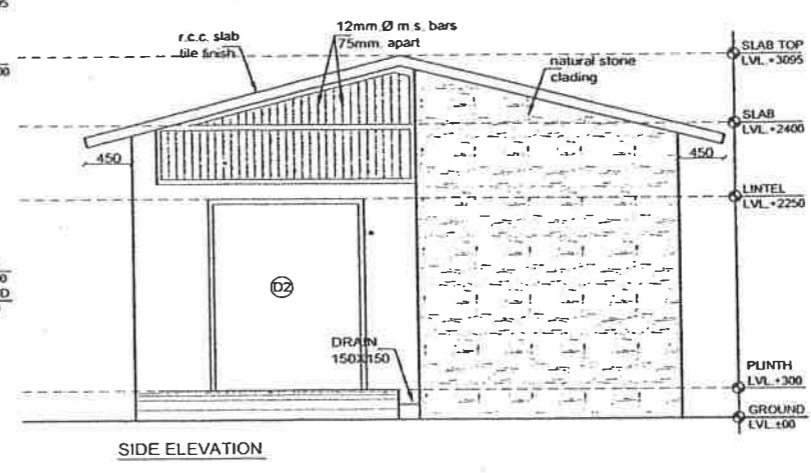 r.c.c. slab
tile finish
12mm.Ø m.s. bars
75mm. apart
natural stone
clading
SLAB TOP
LVL.+3095
SLAB
LVL.+2400
450
450
LINTEL
LVL.+2250
D2
DRAIN
150X150
PLINTH
LVL.+300
GROUND
LVL.±00
SIDE ELEVATION